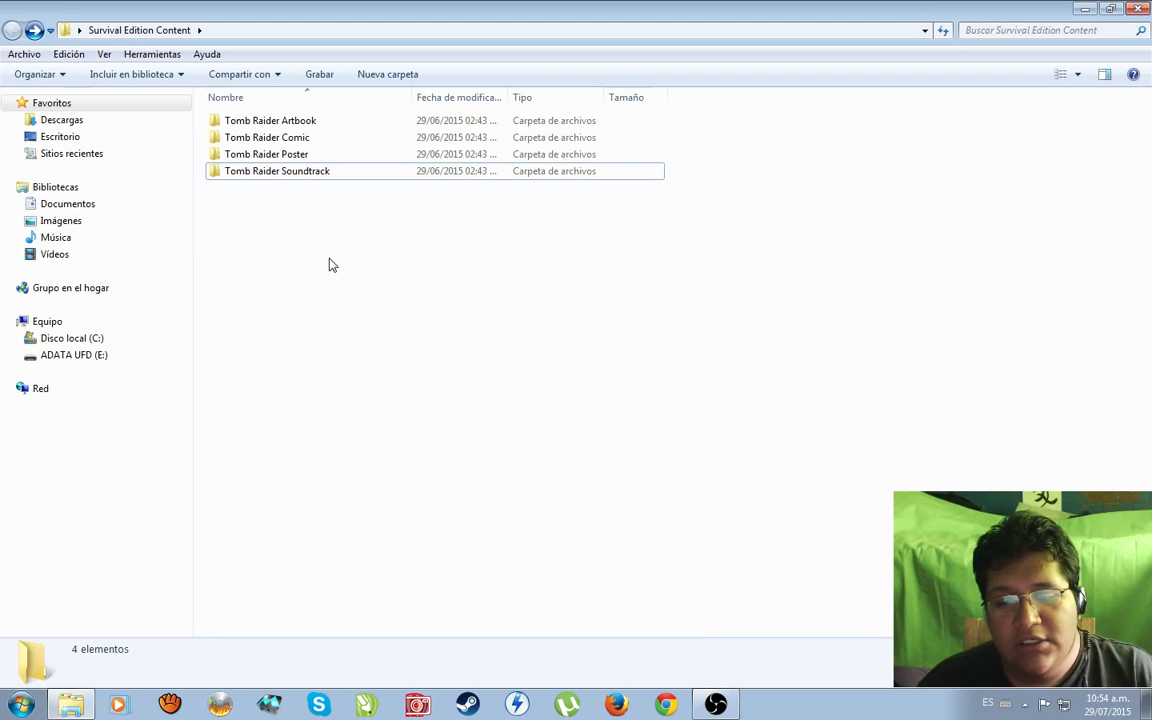 Survival Edition Content
Buscar Survival Edition Content
Archivo Edición Ver Herramientas Ayuda
Organizar Incluir en biblioteca Compartir con Grabar Nueva carpeta
Nombre Fecha de modifica... Tipo Tamaño
Tomb Raider Artbook 29/06/2015 02:43 ... Carpeta de archivos
Tomb Raider Comic 29/06/2015 02:43 ... Carpeta de archivos
Tomb Raider Poster 29/06/2015 02:43 ... Carpeta de archivos
Tomb Raider Soundtrack 29/06/2015 02:43 ... Carpeta de archivos
Favoritos
Descargas
Escritorio
Sitios recientes
Bibliotecas
Documentos
Imágenes
Música
Vídeos
Grupo en el hogar
Equipo
Disco local (C:)
ADATA UFD (E:)
Red
4 elementos
ES
10:54 a.m.
29/07/2015